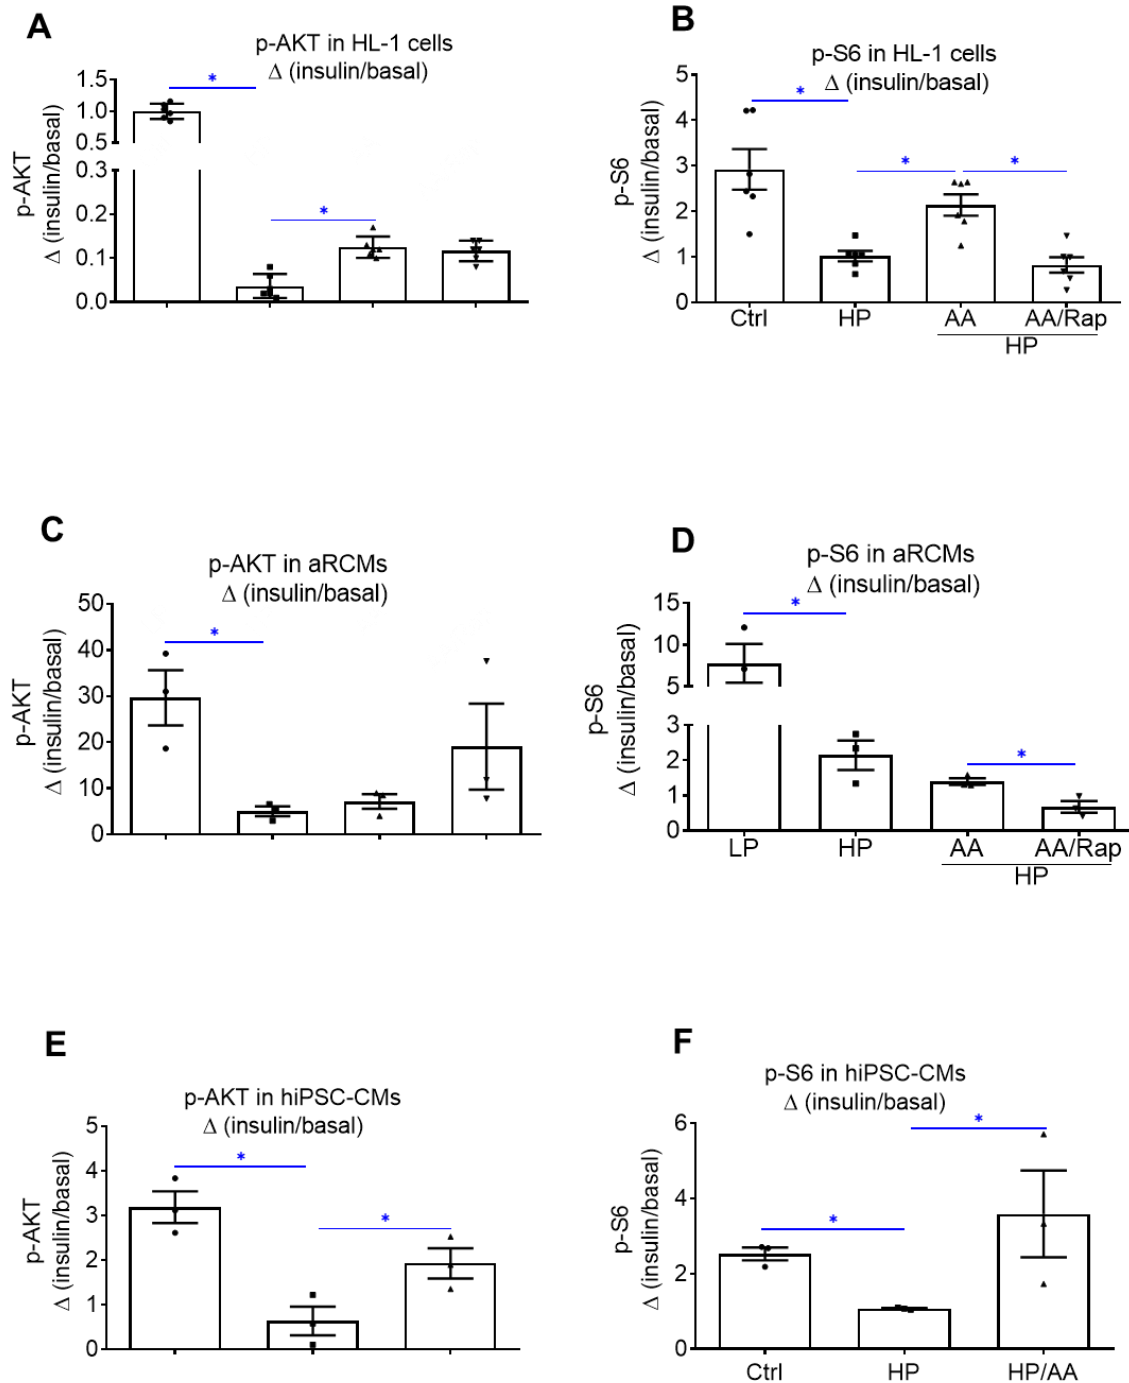 A
p-AKT in HL-1 cells
Δ (insulin/basal)
p-AKT
Δ (insulin/basal)
1.5
1.0
0.5
0.3
0.2
0.1
0.0
*
*
B
p-S6 in HL-1 cells
Δ (insulin/basal)
p-S6
Δ (insulin/basal)
5
4
3
2
1
0
*
*
*
Ctrl HP AA AA/Rap
HP
C
p-AKT in aRCMs
Δ (insulin/basal)
p-AKT
Δ (insulin/basal)
50
40
30
20
10
0
*
D
p-S6 in aRCMs
Δ (insulin/basal)
p-S6
Δ (insulin/basal)
15
10
5
3
2
1
0
*
*
LP HP AA AA/Rap
HP
E
p-AKT in hiPSC-CMs
Δ (insulin/basal)
p-AKT
Δ (insulin/basal)
5
4
3
2
1
0
*
*
F
p-S6 in hiPSC-CMs
Δ (insulin/basal)
p-S6
Δ (insulin/basal)
6
4
2
0
*
*
Ctrl HP HP/AA